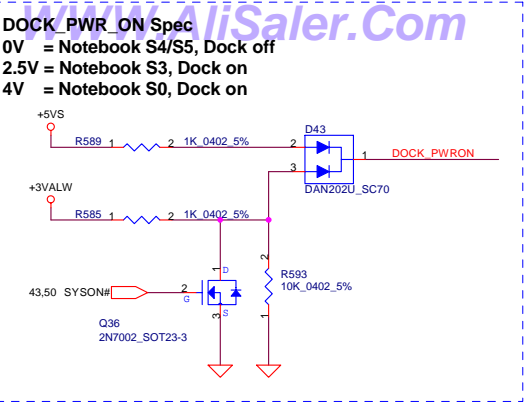 WWW.AliSaler.Com
DOCK_PWR_ON Spec
0V = Notebook S4/S5, Dock off
2.5V = Notebook S3, Dock on
4V = Notebook S0, Dock on
+5VS
R589 1 2 1K_0402_5%
D43
2
3
1
DOCK_PWRON
DAN202U_SC70
+3VALW
R585 1 2 1K_0402_5%
43,50 SYSON#
2
G
1
D
3
S
Q36
2N7002_SOT23-3
2
R593
10K_0402_5%
1